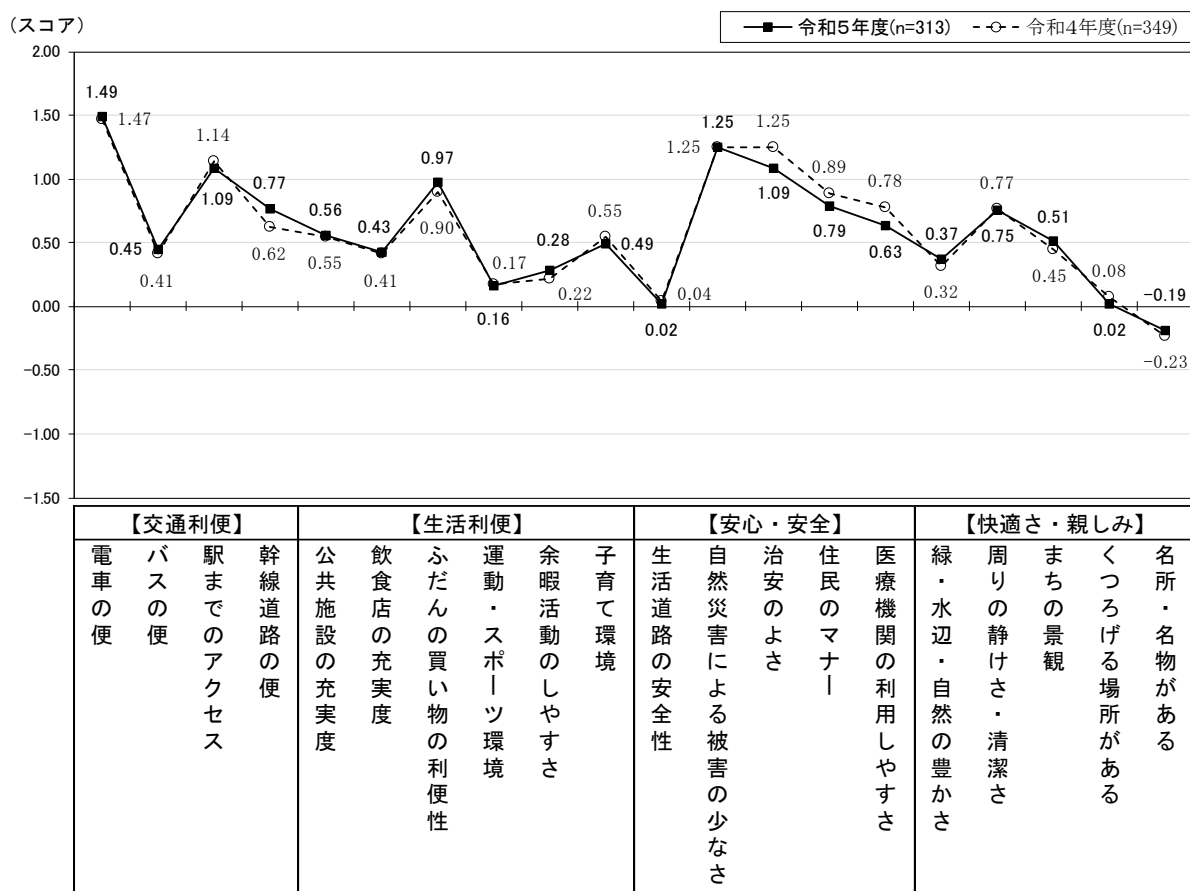 (スコア)
令和5年度(n=313)
令和4年度(n=349)
2.00
1.50
1.00
0.50
0.00
-0.50
-1.00
-1.50
1.49
1.47
0.45
0.41
1.14
1.09
0.77
0.62
0.56
0.55
0.43
0.41
0.97
0.90
0.17
0.16
0.28
0.22
0.55
0.49
0.02
0.04
1.25
1.25
1.25
1.09
0.89
0.79
0.78
0.63
0.37
0.32
0.77
0.75
0.51
0.45
0.08
0.02
-0.19
-0.23
【交通利便】
【生活利便】
【安心・安全】
【快適さ・親しみ】
電車の便
バスの便
駅までのアクセス
幹線道路の便
公共施設の充実度
飲食店の充実度
ふだんの買い物の利便性
運動・スポーツ環境
余暇活動のしやすさ
子育て環境
生活道路の安全性
自然災害による被害の少なさ
治安のよさ
住民のマナー
医療機関の利用しやすさ
緑・水辺・自然の豊かさ
周りの静けさ・清潔さ
まちの景観
くつろげる場所がある
名所・名物がある